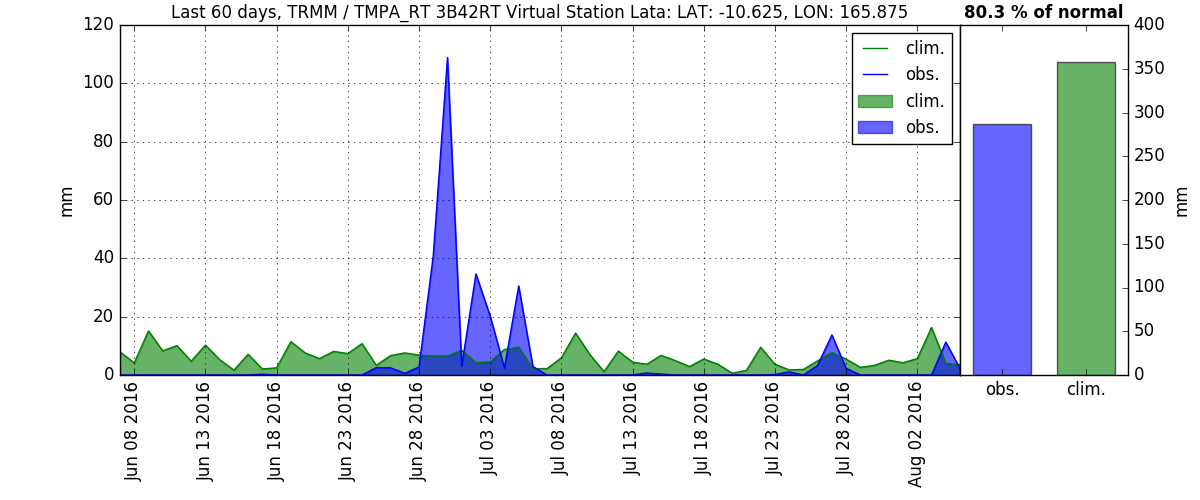 Last 60 days, TRMM / TMPA_RT 3B42RT Virtual Station Lata: LAT: -10.625, LON: 165.875
80.3 % of normal
120
100
80
60
40
20
0
mm
clim.
obs.
clim.
obs.
400
350
300
250
200
150
100
50
0
mm
Jun 08 2016
Jun 13 2016
Jun 18 2016
Jun 23 2016
Jun 28 2016
Jul 03 2016
Jul 08 2016
Jul 13 2016
Jul 18 2016
Jul 23 2016
Jul 28 2016
Aug 02 2016
obs.
clim.